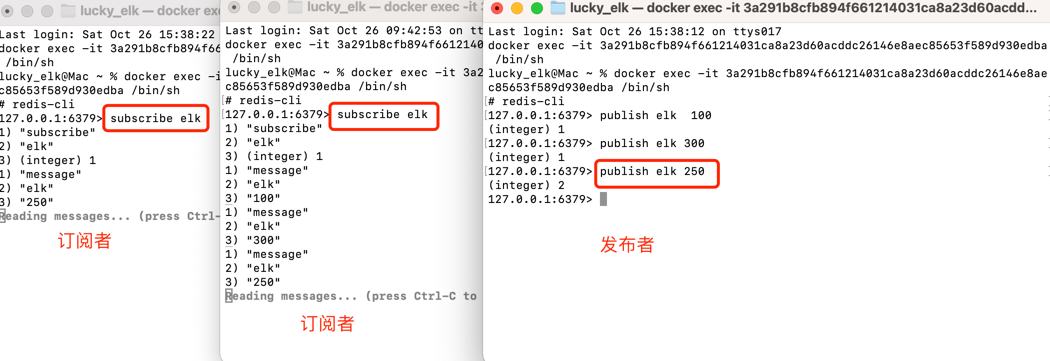 lucky_elk — docker exe
Last login: Sat Oct 26 15:38:22
docker exec -it 3a291b8cfb894f66
/bin/sh
lucky_elk@Mac ~ % docker exec -i
c85653f589d930edba /bin/sh
# redis-cli
127.0.0.1:6379> subscribe elk
1) "subscribe"
2) "elk"
3) (integer) 1
1) "message"
2) "elk"
3) "250"
Reading messages... (press Ctrl-
订阅者
lucky_elk — docker exec -it 3
Last login: Sat Oct 26 09:42:53 on tt
docker exec -it 3a291b8cfb894f661214
/bin/sh
lucky_elk@Mac ~ % docker exec -it 3a2
c85653f589d930edba /bin/sh
# redis-cli
127.0.0.1:6379> subscribe elk
1) "subscribe"
2) "elk"
3) (integer) 1
1) "message"
2) "elk"
3) "100"
1) "message"
2) "elk"
3) "300"
1) "message"
2) "elk"
3) "250"
Reading messages... (press Ctrl-C to
订阅者
lucky_elk — docker exec -it 3a291b8cfb894f661214031ca8a23d60acdd...
Last login: Sat Oct 26 15:38:12 on ttys017
docker exec -it 3a291b8cfb894f661214031ca8a23d60acddc26146e8aec85653f589d930edba
/bin/sh
lucky_elk@Mac ~ % docker exec -it 3a291b8cfb894f661214031ca8a23d60acddc26146e8ae
c85653f589d930edba /bin/sh
# redis-cli
127.0.0.1:6379> publish elk  100
(integer) 1
127.0.0.1:6379> publish elk 300
(integer) 1
127.0.0.1:6379> publish elk 250
(integer) 2
127.0.0.1:6379>
发布者